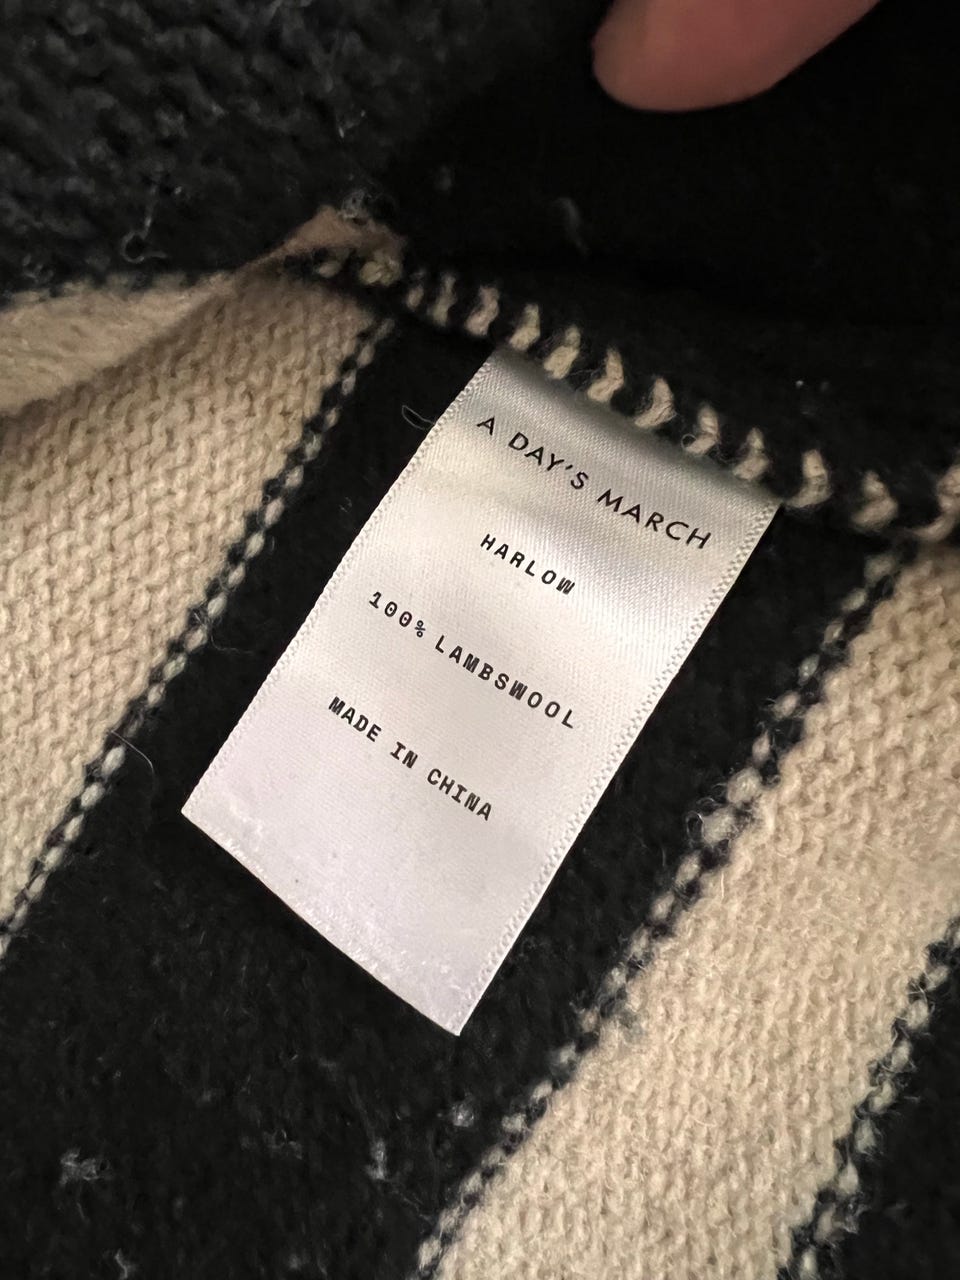 A DAY'S MARCH
HARLOW
100% LAMBSWOOL
MADE IN CHINA